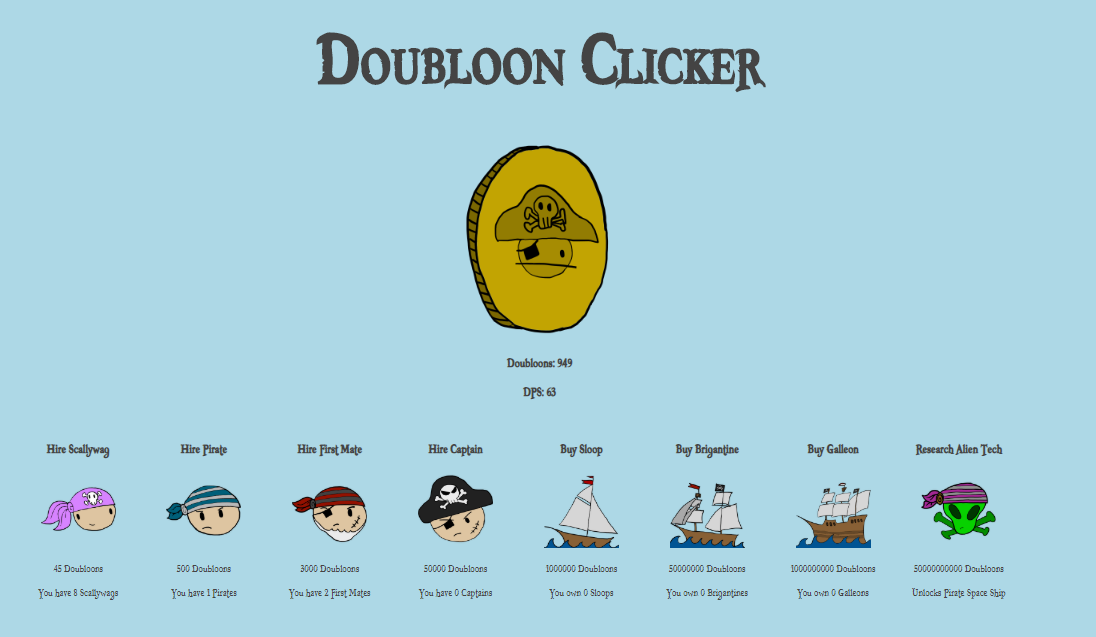 Doubloon Clicker
Doubloons: 949
DPS: 63
Hire Scallywag
Hire Pirate
Hire First Mate
Hire Captain
Buy Sloop
Buy Brigantine
Buy Galleon
Research Alien Tech
45 Doubloons
500 Doubloons
3000 Doubloons
50000 Doubloons
1000000 Doubloons
50000000 Doubloons
1000000000 Doubloons
50000000000 Doubloons
You have 8 Scallywags
You have 1 Pirates
You have 2 First Mates
You have 0 Captains
You own 0 Sloops
You own 0 Brigantines
You own 0 Galleons
Unlocks Pirate Space Ship